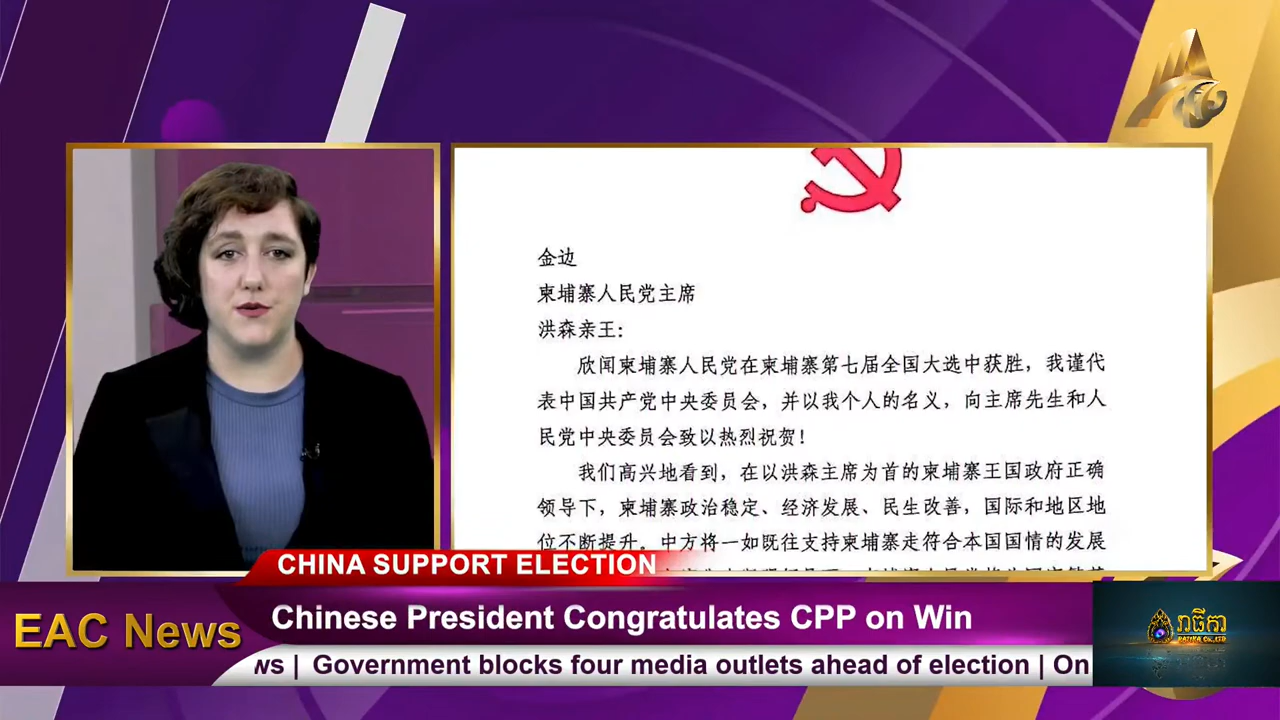 金边
柬埔寨人民党主席
洪森亲王：
欣闻柬埔寨人民党在柬埔寨第七届全国大选中获胜，我谨代
表中国共产党中央委员会，并以我个人的名义，向主席先生和人
民党中央委员会致以热烈祝贺！
我们高兴地看到，在以洪森主席为首的柬埔寨王国政府正确
领导下，柬埔寨政治稳定、经济发展、民生改善，国际和地区地
位不断提升。中方将一如既往支持柬埔寨走符合本国国情的发展
CHINA SUPPORT ELECTION
Chinese President Congratulates CPP on Win
EAC News
ws | Government blocks four media outlets ahead of election | On
រាធីកា
RATIKA CO.,LTD